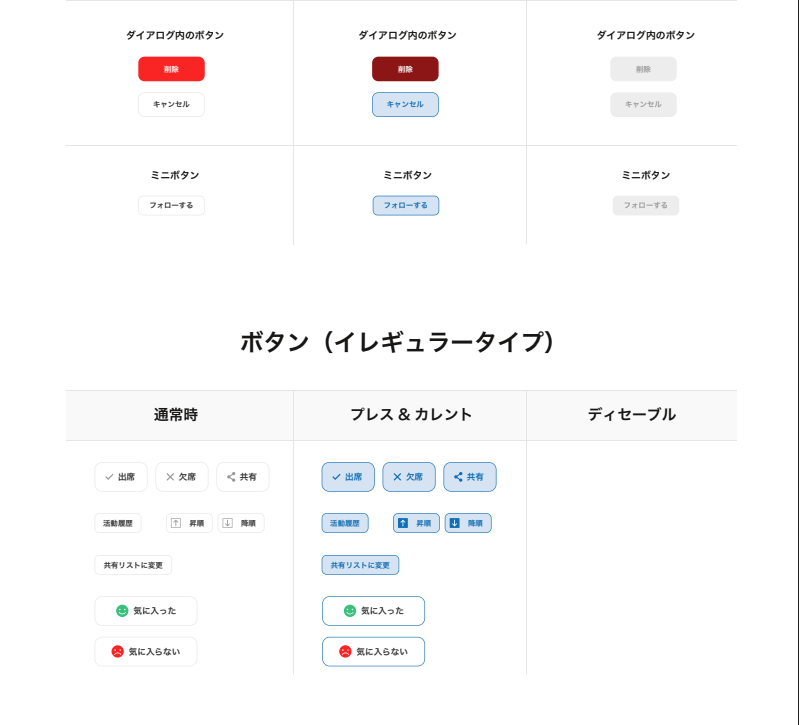 ダイアログ内のボタン ダイアログ内のボタン ダイアログ内のボタン
削除 削除 削除
キャンセル キャンセル キャンセル
ミニボタン ミニボタン ミニボタン
フォローする フォローする フォローする
ボタン（イレギュラータイプ）
通常時 プレス & カレント ディセーブル
出席 欠席 共有 出席 欠席 共有
活動履歴 昇順 降順 活動履歴 昇順 降順
共有リストに変更 共有リストに変更
気に入った 気に入った
気に入らない 気に入らない